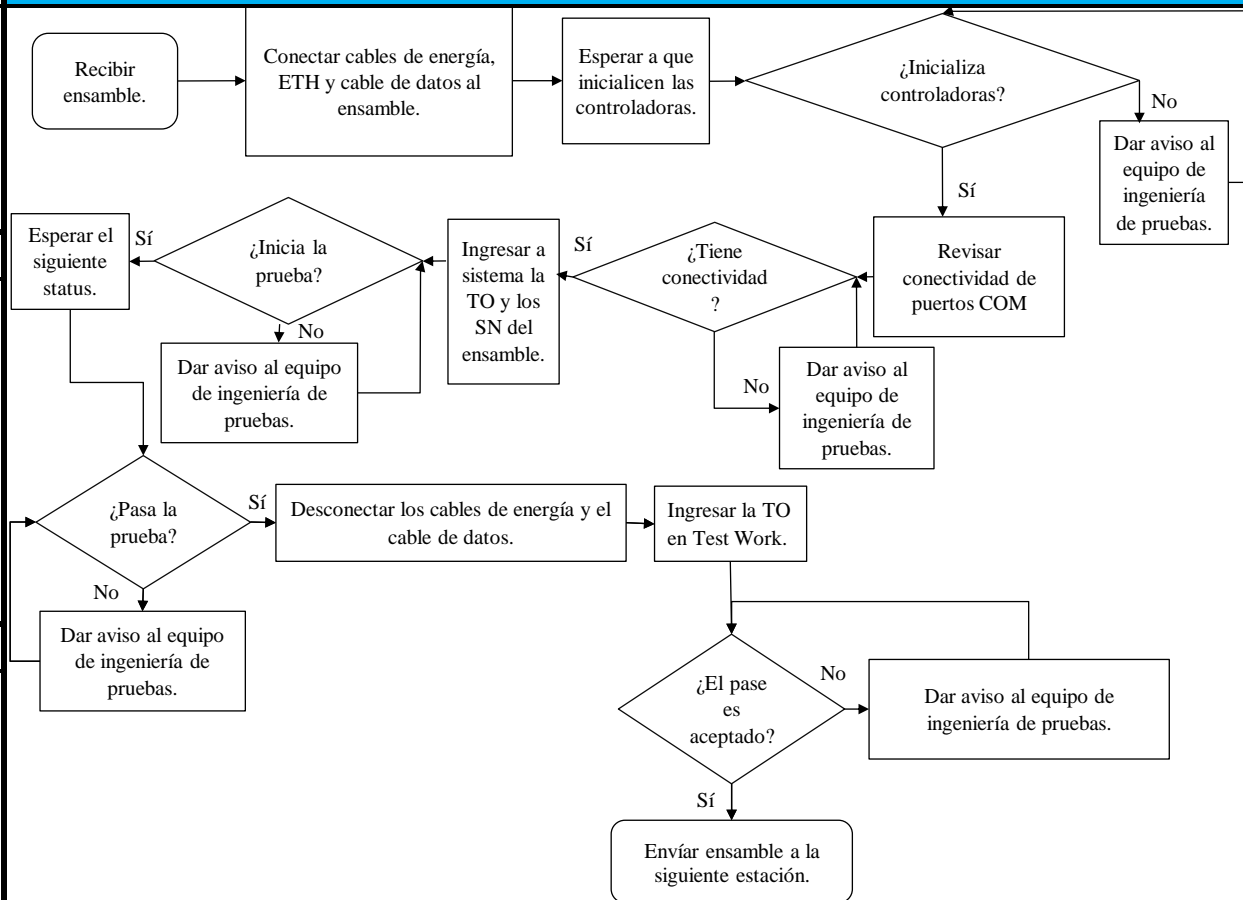 Recibir
ensamble.
Conectar cables de energía,
ETH y cable de datos al
ensamble.
Esperar a que
inicialicen las
controladoras.
¿Inicializa
controladoras?
No
Dar aviso al
equipo de
ingeniería
de pruebas.
Sí
Revisar
conectividad de
puertos COM
¿Tiene
conectividad
?
No
Dar aviso al
equipo de
ingeniería de
pruebas.
Sí
Ingresar a
sistema la
TO y los
SN del
ensamble.
¿Inicia la
prueba?
No
Dar aviso al equipo
de ingeniería de
pruebas.
Sí
Esperar el
siguiente
status.
¿Pasa la
prueba?
No
Dar aviso al equipo
de ingeniería de
pruebas.
Sí
Desconectar los cables de energía y el
cable de datos.
Ingresar la TO
en Test Work.
¿El pase
es
aceptado?
No
Dar aviso al equipo de
ingeniería de pruebas.
Sí
Envíar ensamble a la
siguiente estación.